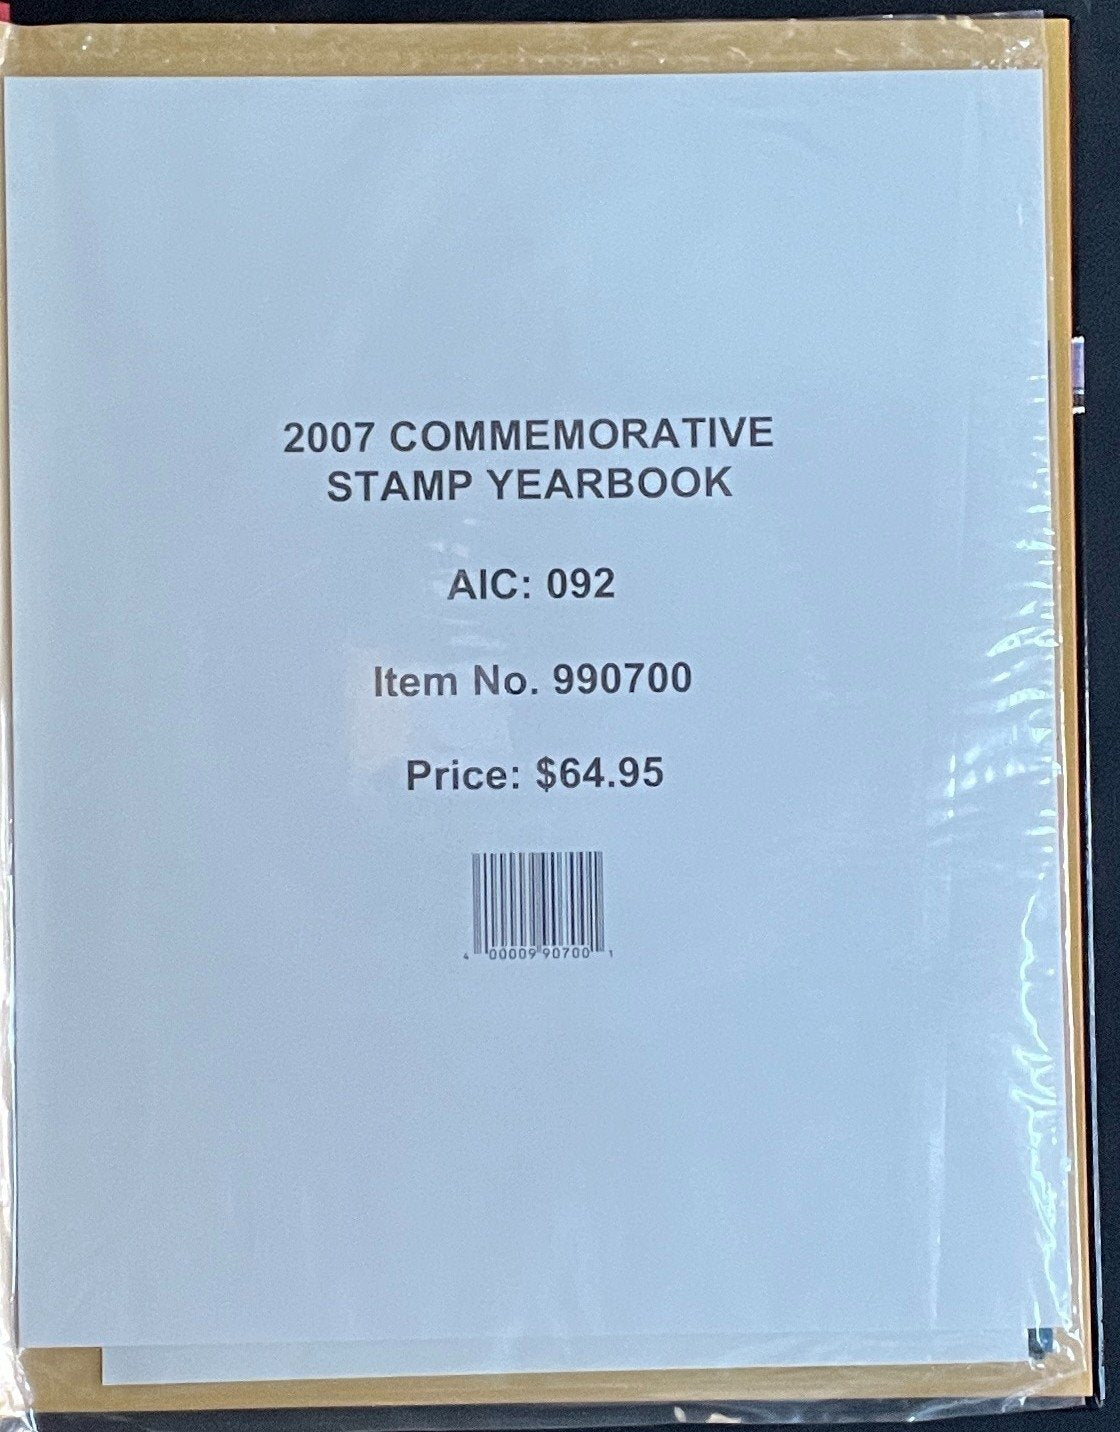 2007 COMMEMORATIVE
STAMP YEARBOOK
AIC: 092
Item No. 990700
Price: $64.95
4 00009 90700 1